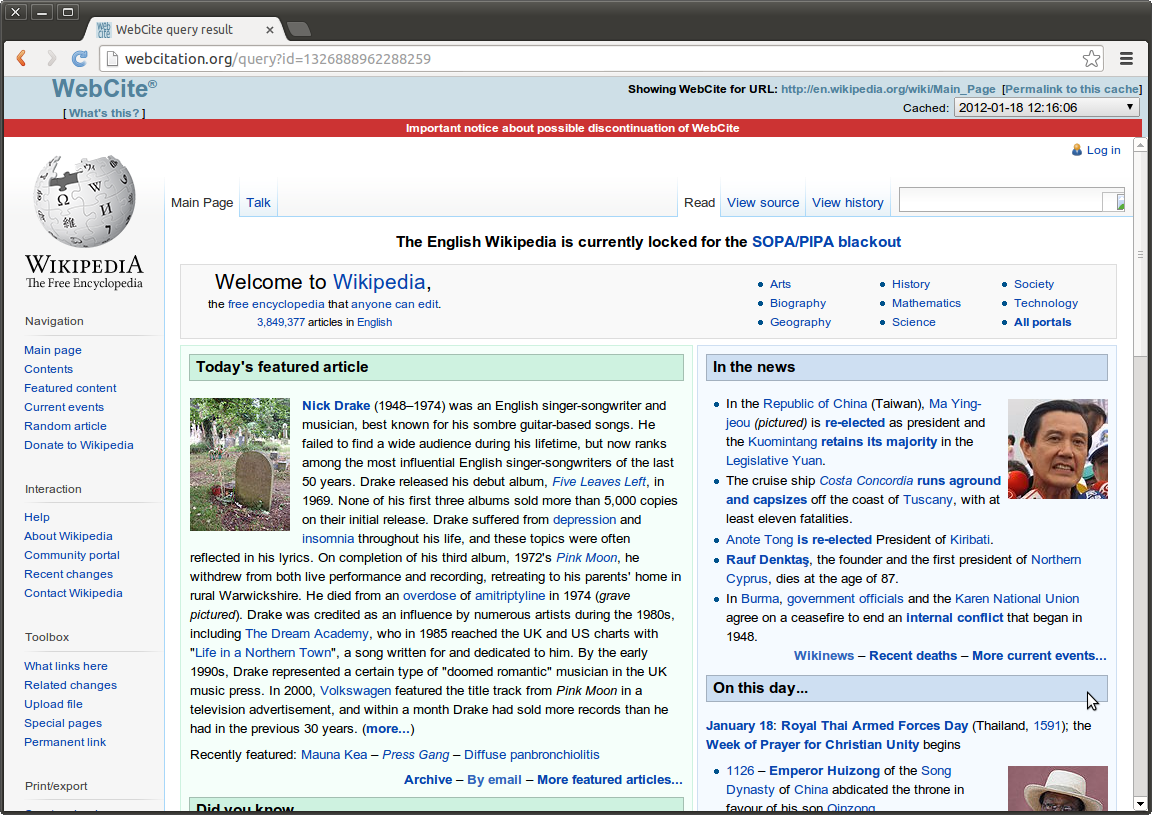 WebCite query result
webcitation.org/query?id=1326888962288259
WebCite®
[ What's this? ]
Showing WebCite for URL: http://en.wikipedia.org/wiki/Main_Page [Permalink to this cache]
Cached: 2012-01-18 12:16:06
Important notice about possible discontinuation of WebCite
Log in
Ω W И 維 7
WIKIPEDIA
The Free Encyclopedia
Main Page Talk Read View source View history
The English Wikipedia is currently locked for the SOPA/PIPA blackout
Welcome to Wikipedia,
the free encyclopedia that anyone can edit.
3,849,377 articles in English
Arts History Society
Biography Mathematics Technology
Geography Science All portals
Navigation
Main page
Contents
Featured content
Current events
Random article
Donate to Wikipedia
Interaction
Help
About Wikipedia
Community portal
Recent changes
Contact Wikipedia
Toolbox
What links here
Related changes
Upload file
Special pages
Permanent link
Print/export
Today's featured article
Nick Drake (1948–1974) was an English singer-songwriter and
musician, best known for his sombre guitar-based songs. He
failed to find a wide audience during his lifetime, but now ranks
among the most influential English singer-songwriters of the last
50 years. Drake released his debut album, Five Leaves Left, in
1969. None of his first three albums sold more than 5,000 copies
on their initial release. Drake suffered from depression and
insomnia throughout his life, and these topics were often
reflected in his lyrics. On completion of his third album, 1972's Pink Moon, he
withdrew from both live performance and recording, retreating to his parents' home in
rural Warwickshire. He died from an overdose of amitriptyline in 1974 (grave
pictured). Drake was credited as an influence by numerous artists during the 1980s,
including The Dream Academy, who in 1985 reached the UK and US charts with
"Life in a Northern Town", a song written for and dedicated to him. By the early
1990s, Drake represented a certain type of "doomed romantic" musician in the UK
music press. In 2000, Volkswagen featured the title track from Pink Moon in a
television advertisement, and within a month Drake had sold more records than he
had in the previous 30 years. (more...)
Recently featured: Mauna Kea – Press Gang – Diffuse panbronchiolitis
Archive – By email – More featured articles...
Did you know
In the news
In the Republic of China (Taiwan), Ma Ying-
jeou (pictured) is re-elected as president and
the Kuomintang retains its majority in the
Legislative Yuan.
The cruise ship Costa Concordia runs aground
and capsizes off the coast of Tuscany, with at
least eleven fatalities.
Anote Tong is re-elected President of Kiribati.
Rauf Denktaş, the founder and the first president of Northern
Cyprus, dies at the age of 87.
In Burma, government officials and the Karen National Union
agree on a ceasefire to end an internal conflict that began in
1948.
Wikinews – Recent deaths – More current events...
On this day...
January 18: Royal Thai Armed Forces Day (Thailand, 1591); the
Week of Prayer for Christian Unity begins
1126 – Emperor Huizong of the Song
Dynasty of China abdicated the throne in
favour of his son Qinzong